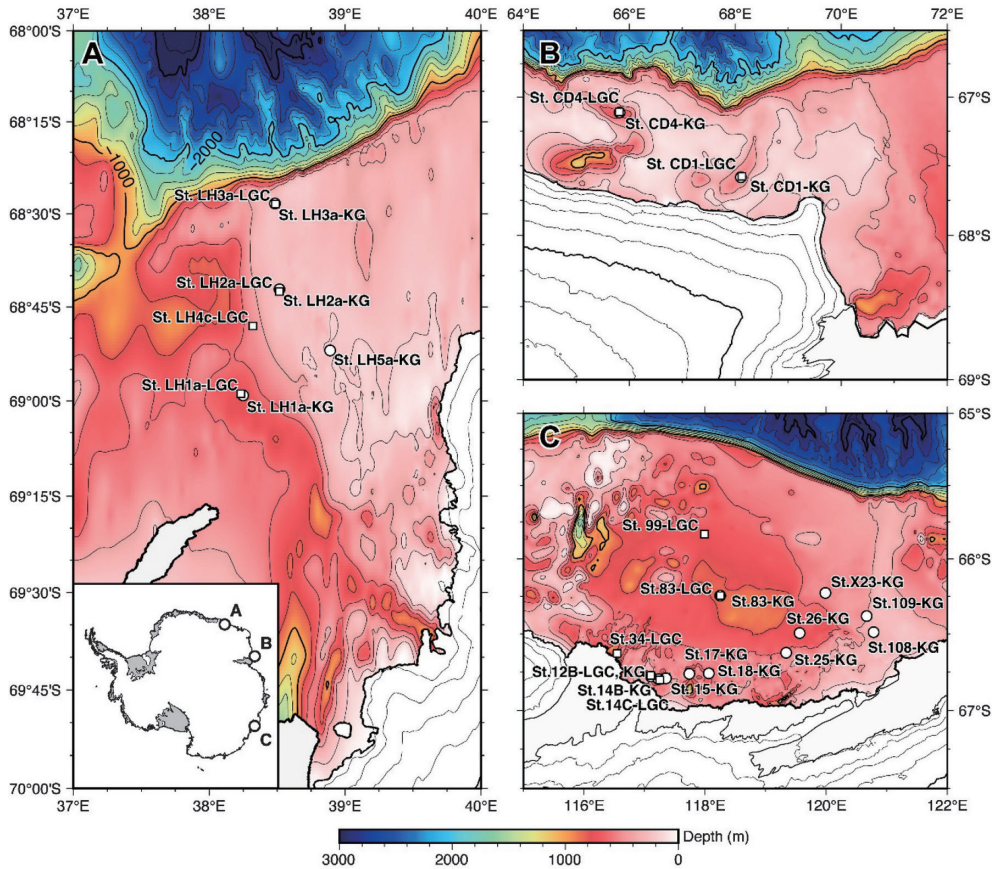 37°E 38°E 39°E 40°E
68°00'S
68°15'S
68°30'S
68°45'S
69°00'S
69°15'S
69°30'S
69°45'S
70°00'S
A
1000
2000
St. LH3a-LGC
St. LH3a-KG
St. LH2a-LGC
St. LH2a-KG
St. LH4c-LGC
St. LH5a-KG
St. LH1a-LGC
St. LH1a-KG
A
B
C
37°E 38°E 39°E 40°E
64°E 66°E 68°E 70°E 72°E
B
67°S
68°S
69°S
St. CD4-LGC
St. CD4-KG
St. CD1-LGC
St. CD1-KG
C
65°S
66°S
67°S
St. 99-LGC
St.83-LGC
St.83-KG
St.X23-KG
St.109-KG
St.26-KG
St.34-LGC
St.108-KG
St.17-KG
St.25-KG
St.12B-LGC, KG
St.18-KG
St.14B-KG
St.15-KG
St.14C-LGC
116°E 118°E 120°E 122°E
Depth (m)
3000 2000 1000 0